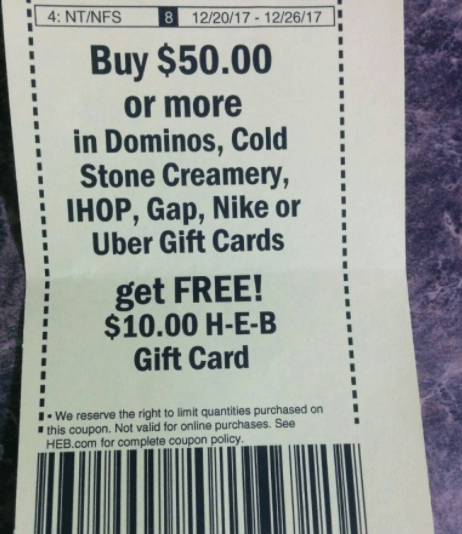 4: NT/NFS 8 12/20/17 - 12/26/17
Buy $50.00
or more
in Dominos, Cold
Stone Creamery,
IHOP, Gap, Nike or
Uber Gift Cards
get FREE!
$10.00 H-E-B
Gift Card
• We reserve the right to limit quantities purchased on
this coupon. Not valid for online purchases. See
HEB.com for complete coupon policy.